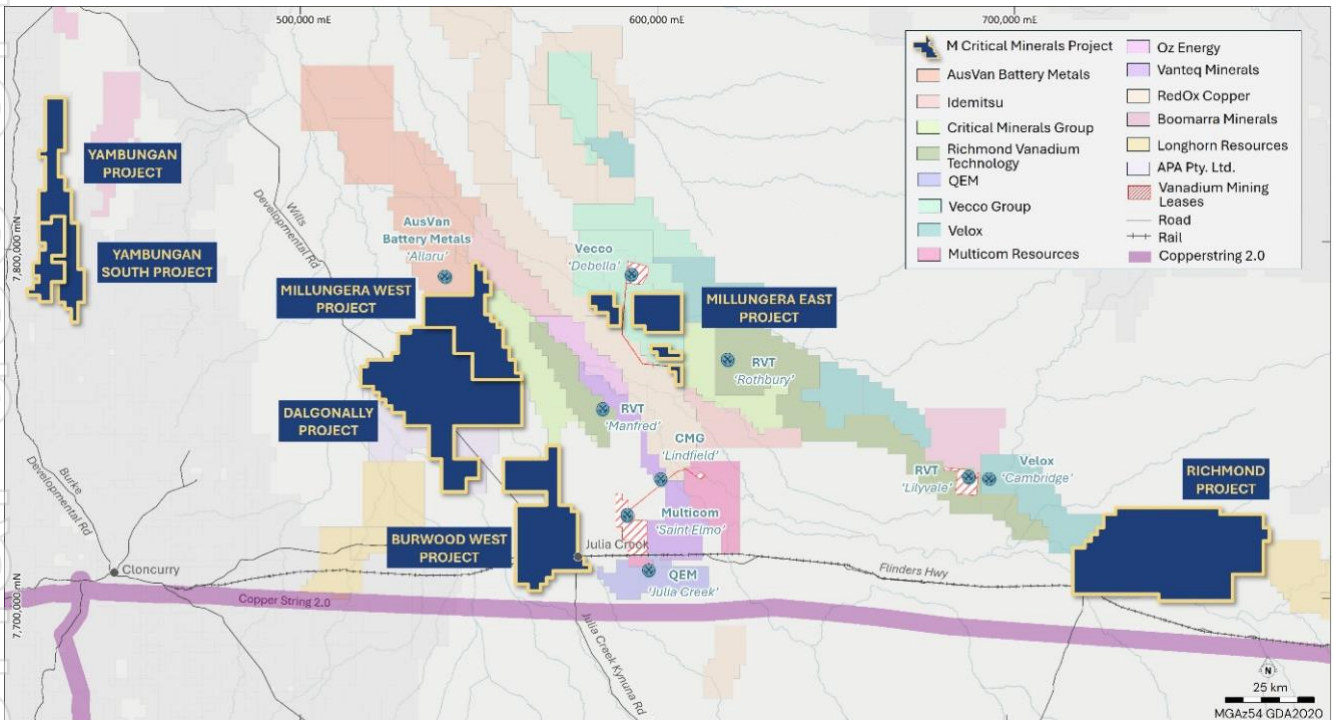 500,000 mE
600,000 mE
700,000 mE
7,800,000 mN
7,700,000 mN
M Critical Minerals Project
AusVan Battery Metals
Idemitsu
Critical Minerals Group
Richmond Vanadium
Technology
QEM
Vecco Group
Velox
Multicom Resources
Oz Energy
Vanteq Minerals
RedOx Copper
Boomarra Minerals
Longhorn Resources
APA Pty. Ltd.
Vanadium Mining
Leases
Road
Rail
Copperstring 2.0
YAMBUNGAN
PROJECT
YAMBUNGAN
SOUTH PROJECT
Wills
Developmental Rd
AusVan
Battery Metals
'Allaru'
Vecco
'Debella'
MILLUNGERA WEST
PROJECT
MILLUNGERA EAST
PROJECT
RVT
'Rothbury'
DALGONALLY
PROJECT
RVT
'Manfred'
CMG
'Lindfield'
RVT
'Lilyvale'
Velox
'Cambridge'
RICHMOND
PROJECT
Burke
Developmental Rd
Multicom
'Saint Elmo'
BURWOOD WEST
PROJECT
Julia Creek
Cloncurry
QEM
'Julia Creek'
Flinders Hwy
Copper String 2.0
Julia Creek Kynuna Rd
N
25 km
MGAz54 GDA2020